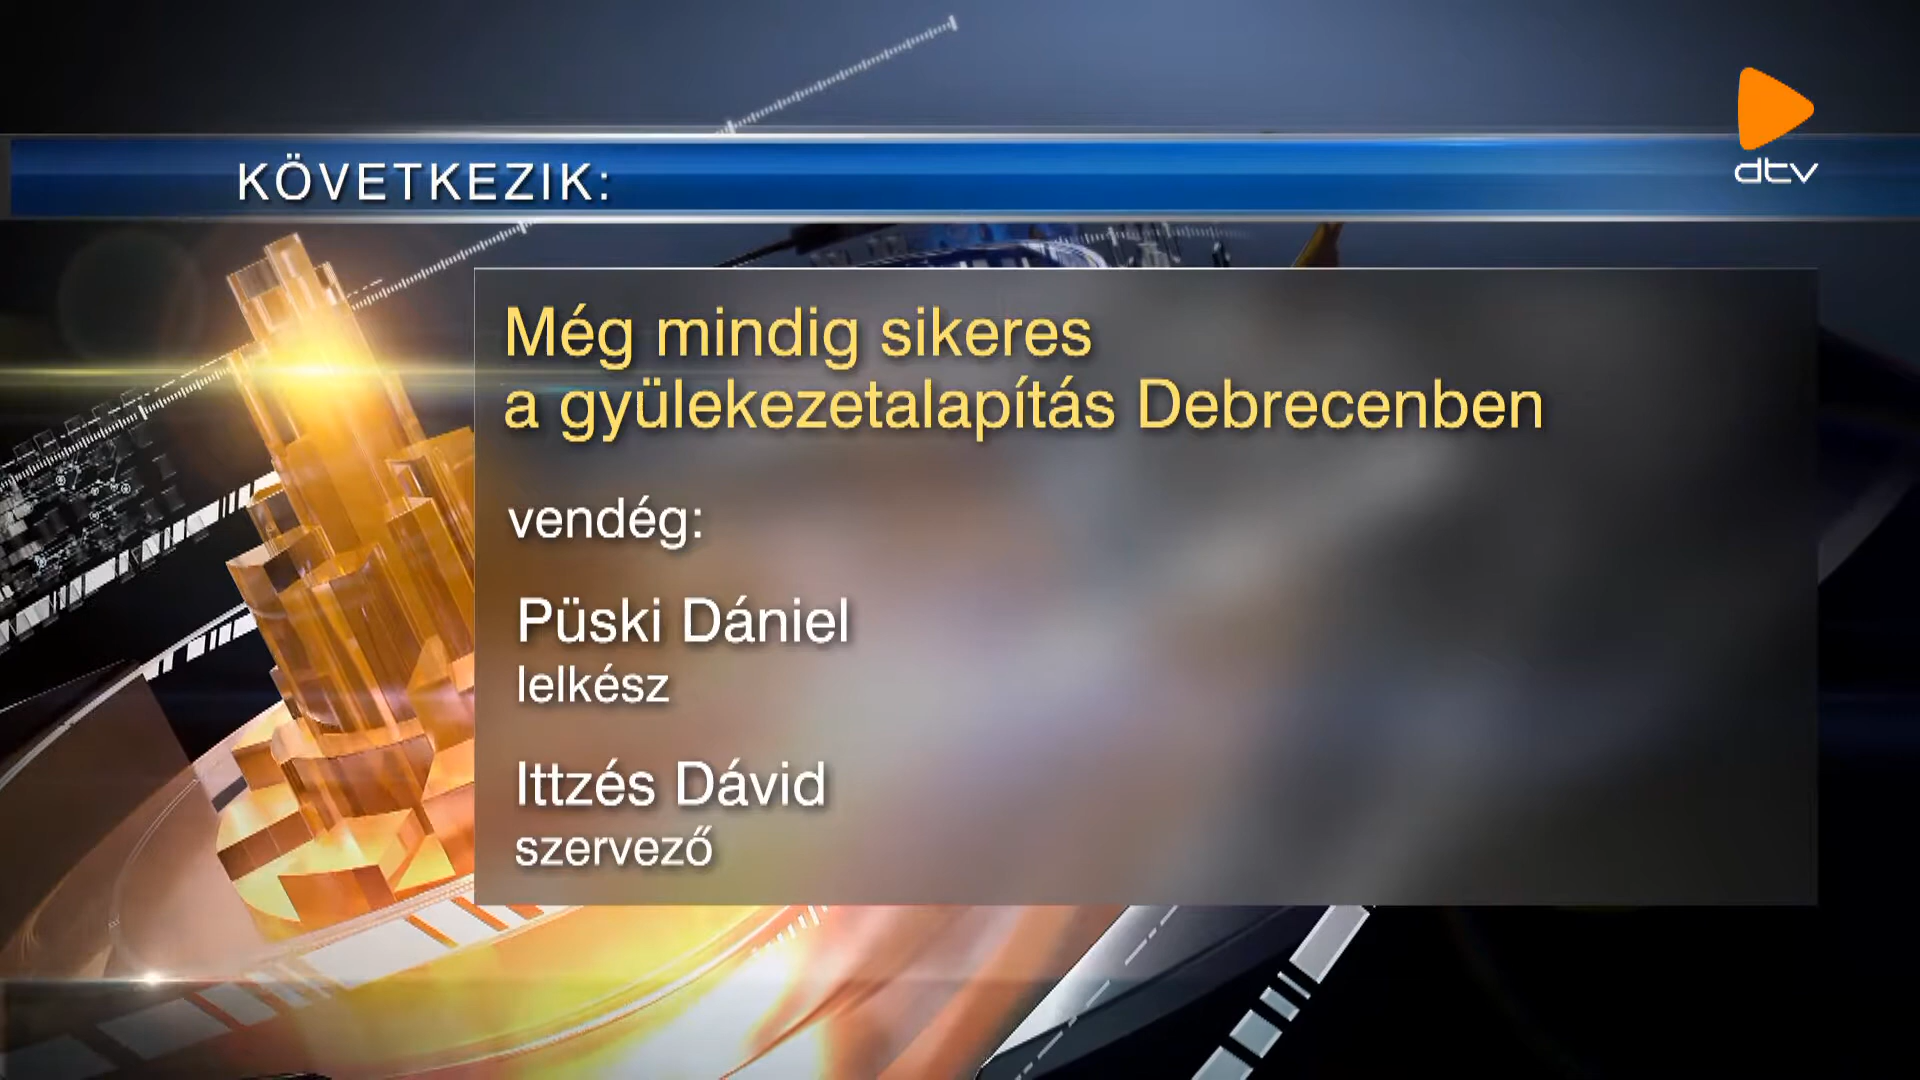 KÖVETKEZIK:
dtv
Még mindig sikeres
a gyülekezetalapítás Debrecenben
vendég:
Püski Dániel
lelkész
Ittzés Dávid
szervező